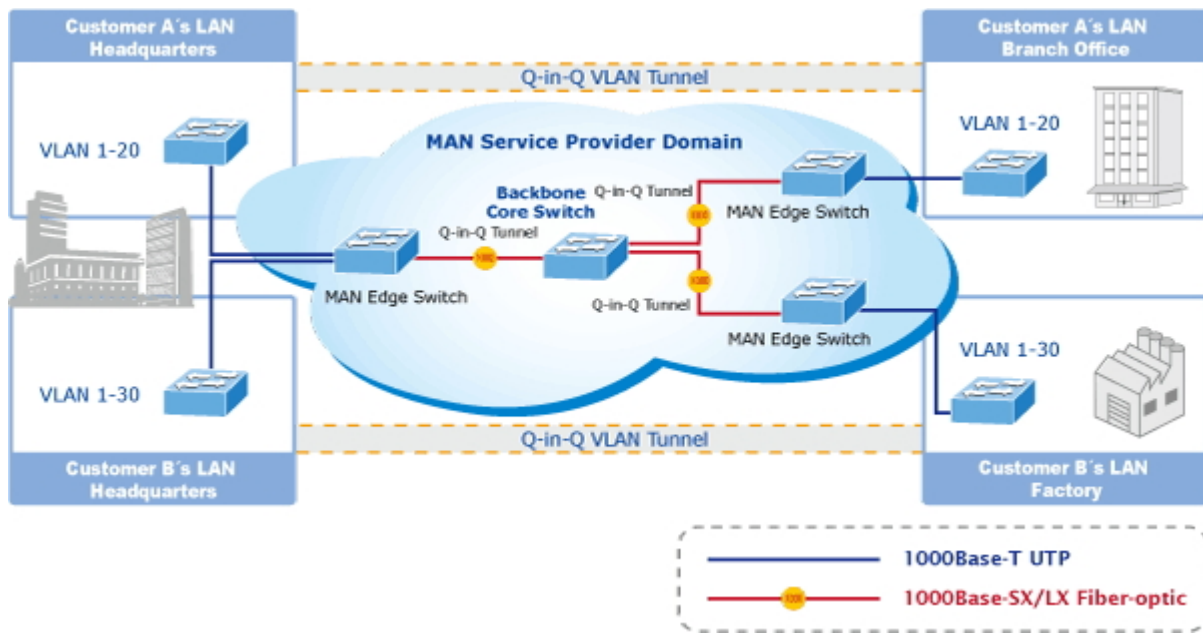 Customer A´s LAN
Headquarters
Customer A´s LAN
Branch Office
Q-in-Q VLAN Tunnel
VLAN 1-20
MAN Service Provider Domain
VLAN 1-20
Backbone
Core Switch
Q-in-Q Tunnel
MAN Edge Switch
Q-in-Q Tunnel
MAN Edge Switch
Q-in-Q Tunnel
MAN Edge Switch
VLAN 1-30
VLAN 1-30
Q-in-Q VLAN Tunnel
Customer B´s LAN
Headquarters
Customer B´s LAN
Factory
1000Base-T UTP
1000Base-SX/LX Fiber-optic